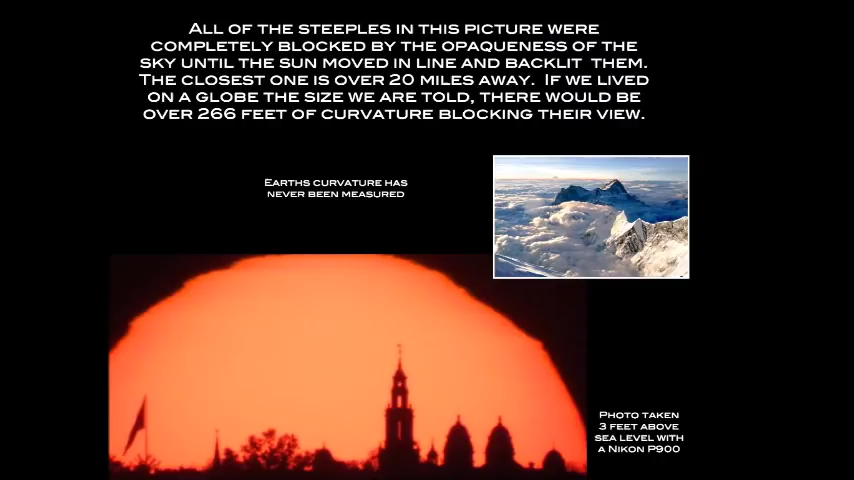 ALL OF THE STEEPLES IN THIS PICTURE WERE
COMPLETELY BLOCKED BY THE OPAQUENESS OF THE
SKY UNTIL THE SUN MOVED IN LINE AND BACKLIT THEM.
THE CLOSEST ONE IS OVER 20 MILES AWAY. IF WE LIVED
ON A GLOBE THE SIZE WE ARE TOLD, THERE WOULD BE
OVER 266 FEET OF CURVATURE BLOCKING THEIR VIEW.
EARTHS CURVATURE HAS
NEVER BEEN MEASURED
PHOTO TAKEN
3 FEET ABOVE
SEA LEVEL WITH
A NIKON P900